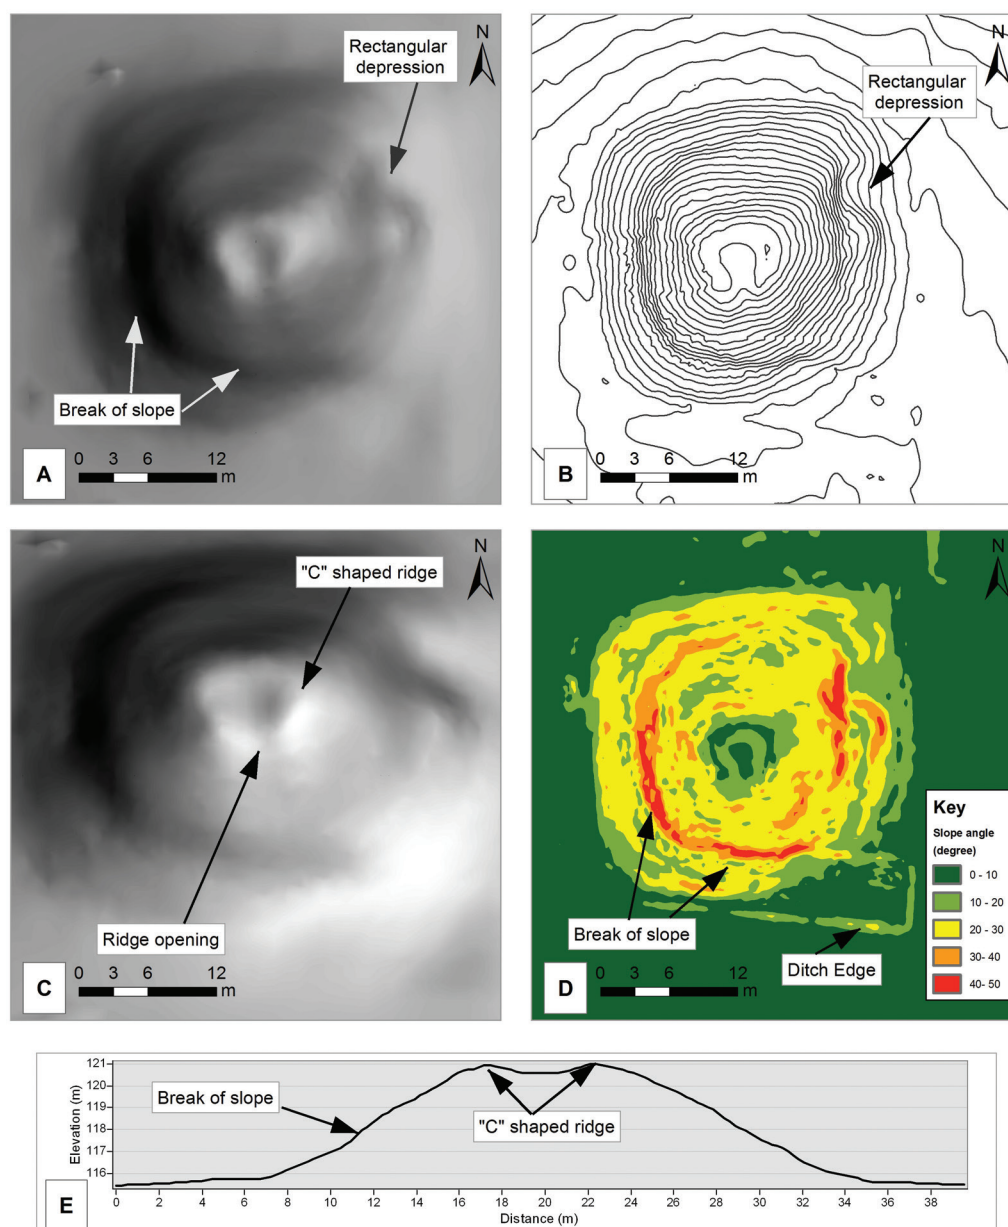 Rectangular
depression
N
Break of slope
A
0 3 6 12
m
N
Rectangular
depression
B
0 3 6 12
m
N
"C" shaped ridge
Ridge opening
C
0 3 6 12
m
N
Break of slope
Ditch Edge
D
0 3 6 12
m
Key
Slope angle
(degree)
0 - 10
10 - 20
20 - 30
30- 40
40- 50
121
120
119
118
117
116
Elevation (m)
Break of slope
"C" shaped ridge
E
0 2 4 6 8 10 12 14 16 18 20 22 24 26 28 30 32 34 36 38
Distance (m)